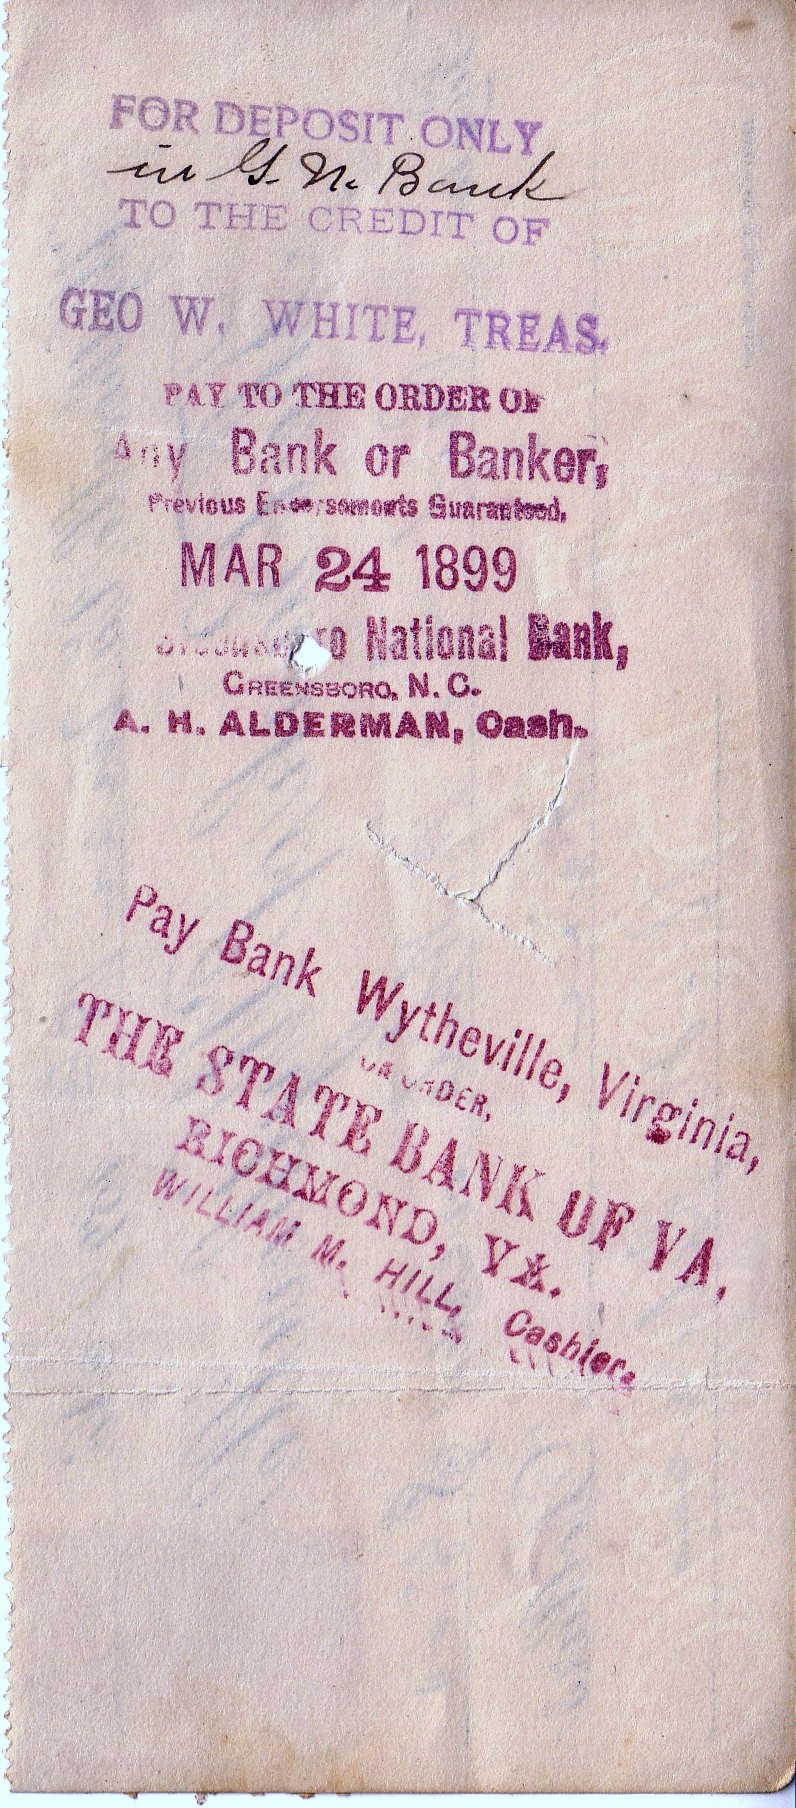 FOR DEPOSIT ONLY
in G. N. Bank
TO THE CREDIT OF
GEO W. WHITE, TREAS.
PAY TO THE ORDER OF
Any Bank or Banker,
Previous Endorsements Guaranteed.
MAR 24 1899
Greensboro National Bank,
GREENSBORO, N. C.
A. H. ALDERMAN, Cash.
Pay Bank Wytheville, Virginia,
OR ORDER,
THE STATE BANK OF VA.
RICHMOND, VA.
WILLIAM M. HILL, Cashier.